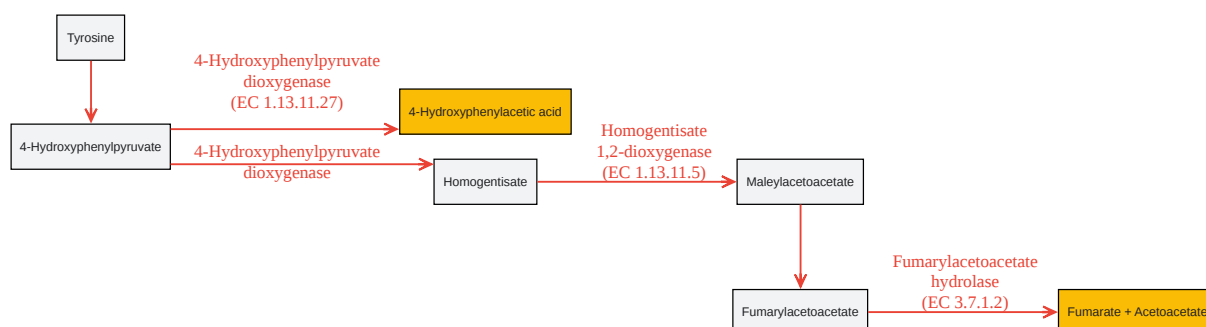 Tyrosine
4-Hydroxyphenylpyruvate
dioxygenase
(EC 1.13.11.27)
4-Hydroxyphenylacetic acid
4-Hydroxyphenylpyruvate
4-Hydroxyphenylpyruvate
dioxygenase
Homogentisate
Homogentisate
1,2-dioxygenase
(EC 1.13.11.5)
Maleylacetoacetate
Fumarylacetoacetate
Fumarylacetoacetate
hydrolase
(EC 3.7.1.2)
Fumarate + Acetoacetate